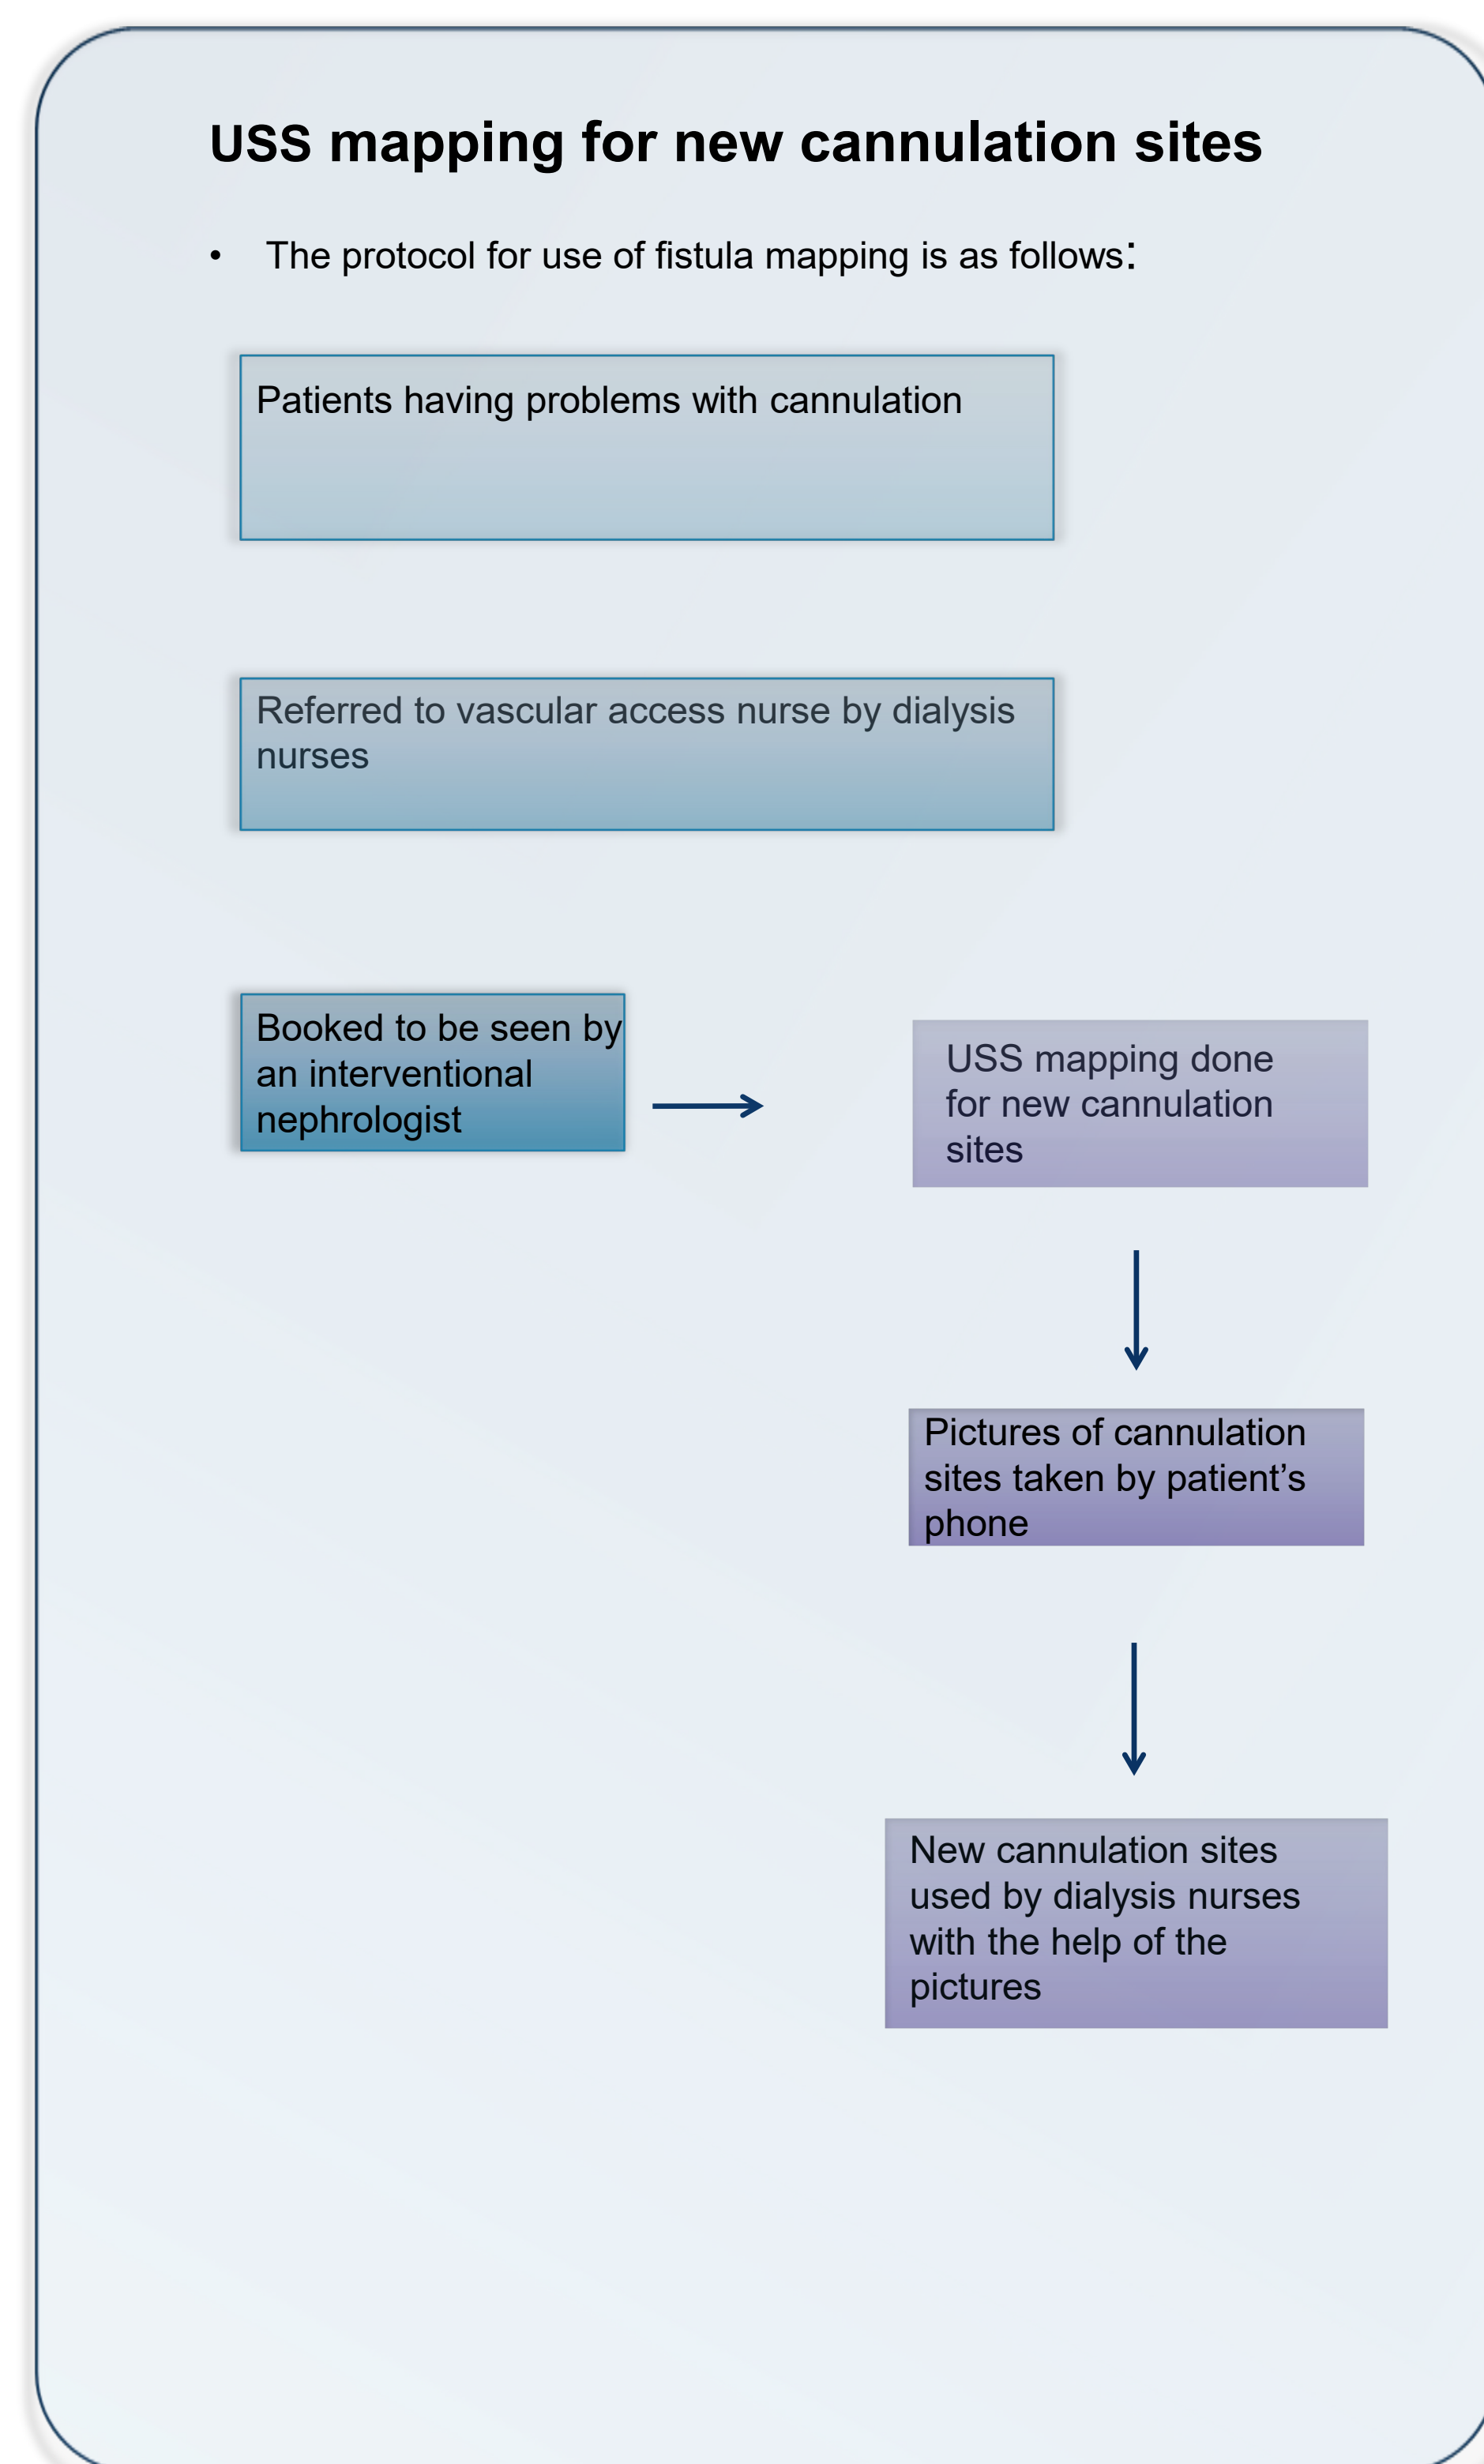 USS mapping for new cannulation sites
• The protocol for use of fistula mapping is as follows:
Patients having problems with cannulation
Referred to vascular access nurse by dialysis
nurses
Booked to be seen by
an interventional
nephrologist
USS mapping done
for new cannulation
sites
Pictures of cannulation
sites taken by patient’s
phone
New cannulation sites
used by dialysis nurses
with the help of the
pictures